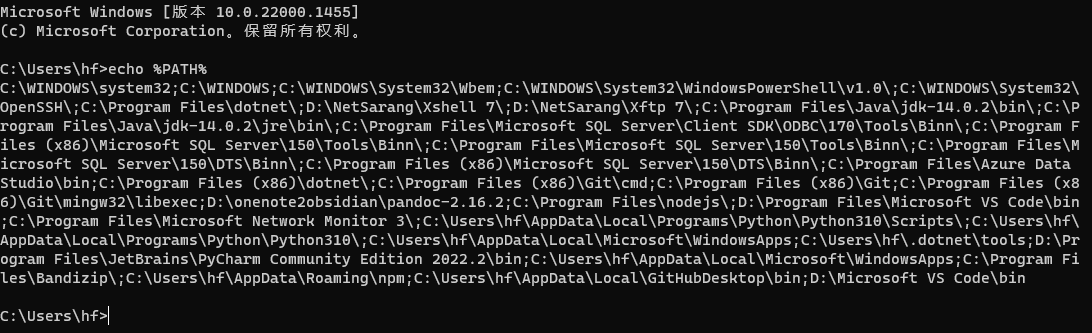 Microsoft Windows [版本 10.0.22000.1455]
(c) Microsoft Corporation。保留所有权利。
C:\Users\hf>echo %PATH%
C:\WINDOWS\system32;C:\WINDOWS;C:\WINDOWS\System32\Wbem;C:\WINDOWS\System32\WindowsPowerShell\v1.0\;C:\WINDOWS\System32\
OpenSSH\;C:\Program Files\dotnet\;D:\NetSarang\Xshell 7\;D:\NetSarang\Xftp 7\;C:\Program Files\Java\jdk-14.0.2\bin\;C:\P
rogram Files\Java\jdk-14.0.2\jre\bin\;C:\Program Files\Microsoft SQL Server\Client SDK\ODBC\170\Tools\Binn\;C:\Program F
iles (x86)\Microsoft SQL Server\150\Tools\Binn\;C:\Program Files\Microsoft SQL Server\150\Tools\Binn\;C:\Program Files\M
icrosoft SQL Server\150\DTS\Binn\;C:\Program Files (x86)\Microsoft SQL Server\150\DTS\Binn\;C:\Program Files\Azure Data 
Studio\bin;C:\Program Files (x86)\dotnet\;C:\Program Files (x86)\Git\cmd;C:\Program Files (x86)\Git;C:\Program Files (x8
6)\Git\mingw32\libexec;D:\onenote2obsidian\pandoc-2.16.2;C:\Program Files\nodejs\;D:\Program Files\Microsoft VS Code\bin
;C:\Program Files\Microsoft Network Monitor 3\;C:\Users\hf\AppData\Local\Programs\Python\Python310\Scripts\;C:\Users\hf\
AppData\Local\Programs\Python\Python310\;C:\Users\hf\AppData\Local\Microsoft\WindowsApps;C:\Users\hf\.dotnet\tools;D:\Pr
ogram Files\JetBrains\PyCharm Community Edition 2022.2\bin;C:\Users\hf\AppData\Local\Microsoft\WindowsApps;C:\Program Fi
les\Bandizip\;C:\Users\hf\AppData\Roaming\npm;C:\Users\hf\AppData\Local\GitHubDesktop\bin;D:\Microsoft VS Code\bin
C:\Users\hf>